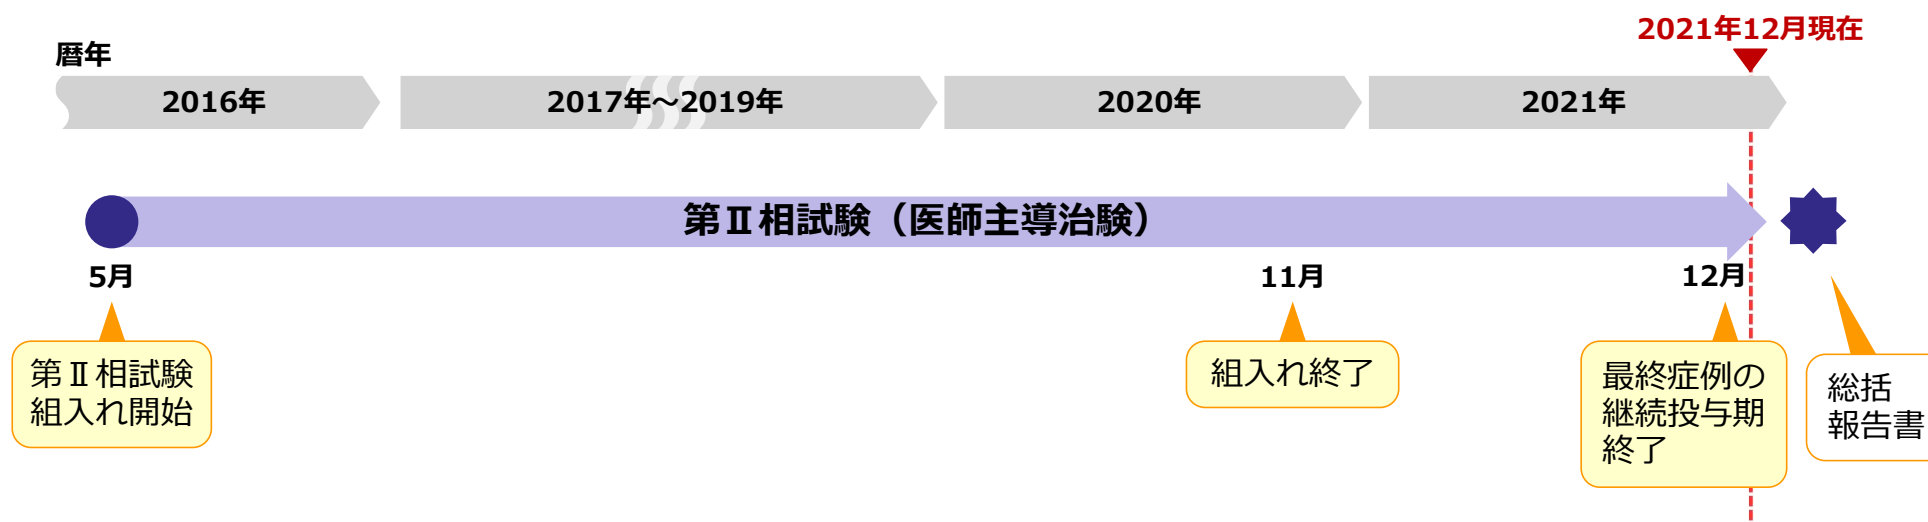 2021年12月現在
暦年
2016年
2017年～2019年
2020年
2021年
第Ⅱ相試験（医師主導治験）
5月
11月
12月
第Ⅱ相試験
組入れ開始
組入れ終了
最終症例の
継続投与期
終了
総括
報告書